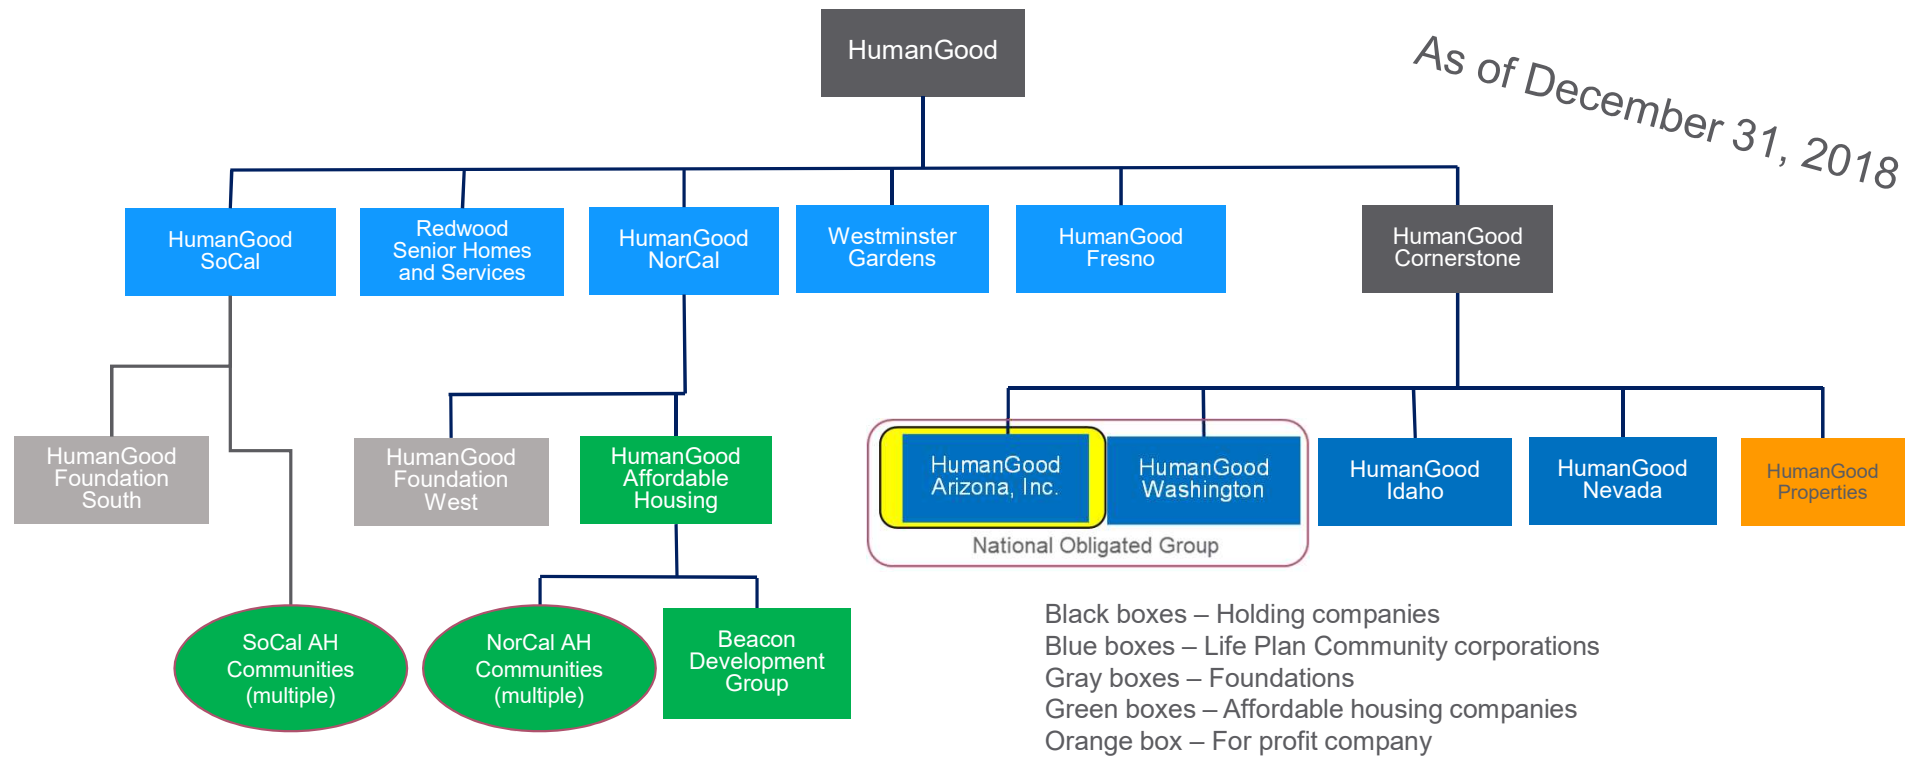 HumanGood
As of December 31, 2018
HumanGood
SoCal
Redwood
Senior Homes
and Services
HumanGood
NorCal
Westminster
Gardens
HumanGood
Fresno
HumanGood
Cornerstone
HumanGood
Foundation
South
HumanGood
Foundation
West
HumanGood
Affordable
Housing
HumanGood
Arizona, Inc.
HumanGood
Washington
HumanGood
Idaho
HumanGood
Nevada
HumanGood
Properties
National Obligated Group
SoCal AH
Communities
(multiple)
NorCal AH
Communities
(multiple)
Beacon
Development
Group
Black boxes – Holding companies
Blue boxes – Life Plan Community corporations
Gray boxes – Foundations
Green boxes – Affordable housing companies
Orange box – For profit company